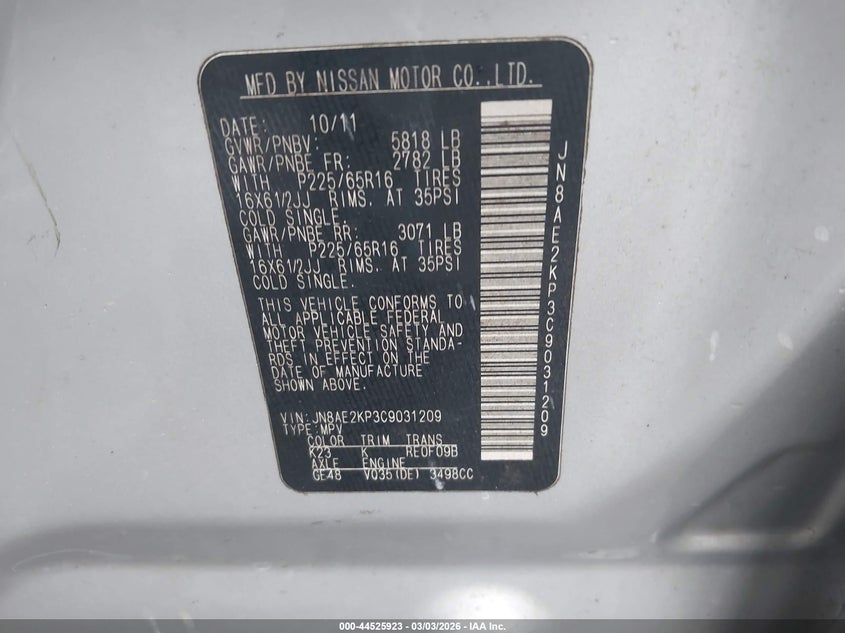 MFD BY NISSAN MOTOR CO.,LTD.
DATE: 10/11
GVWR/PNBV: 5818 LB
GAWR/PNBE FR: 2782 LB
WITH P225/65R16 TIRES
16X61/2JJ RIMS. AT 35PSI
COLD SINGLE.
GAWR/PNBE RR: 3071 LB
WITH P225/65R16 TIRES
16X61/2JJ RIMS. AT 35PSI
COLD SINGLE.
THIS VEHICLE CONFORMS TO
ALL APPLICABLE FEDERAL
MOTOR VEHICLE SAFETY AND
THEFT PREVENTION STANDA-
RDS IN EFFECT ON THE
DATE OF MANUFACTURE
SHOWN ABOVE.
VIN: JN8AE2KP3C9031209
TYPE: MPV
COLOR TRIM TRANS
K23 K RE0F09B
AXLE ENGINE
GE48 VQ35(DE) 3498CC
JN8AE2KP3C9031209
000-44525923 - 03/03/2026 - IAA Inc.